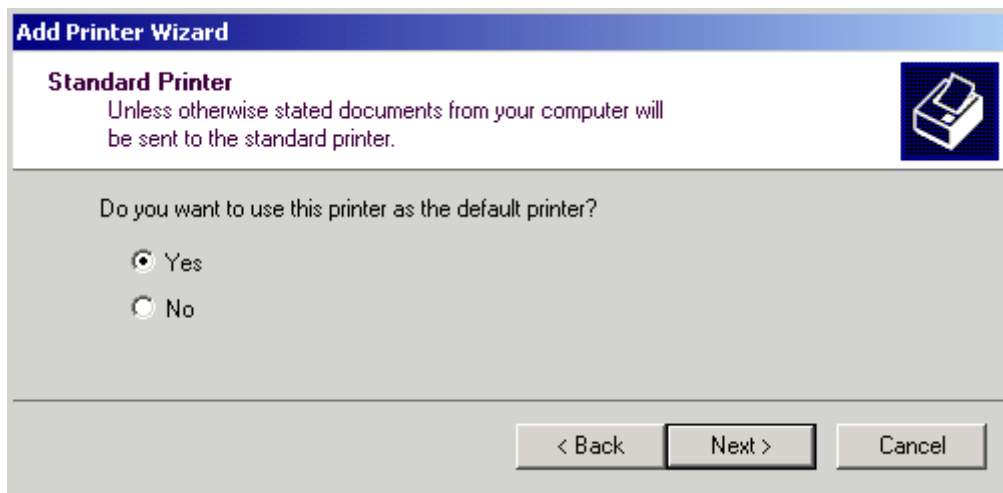 Add Printer Wizard
Standard Printer
Unless otherwise stated documents from your computer will
be sent to the standard printer.
Do you want to use this printer as the default printer?
Yes
No
< Back Next > Cancel